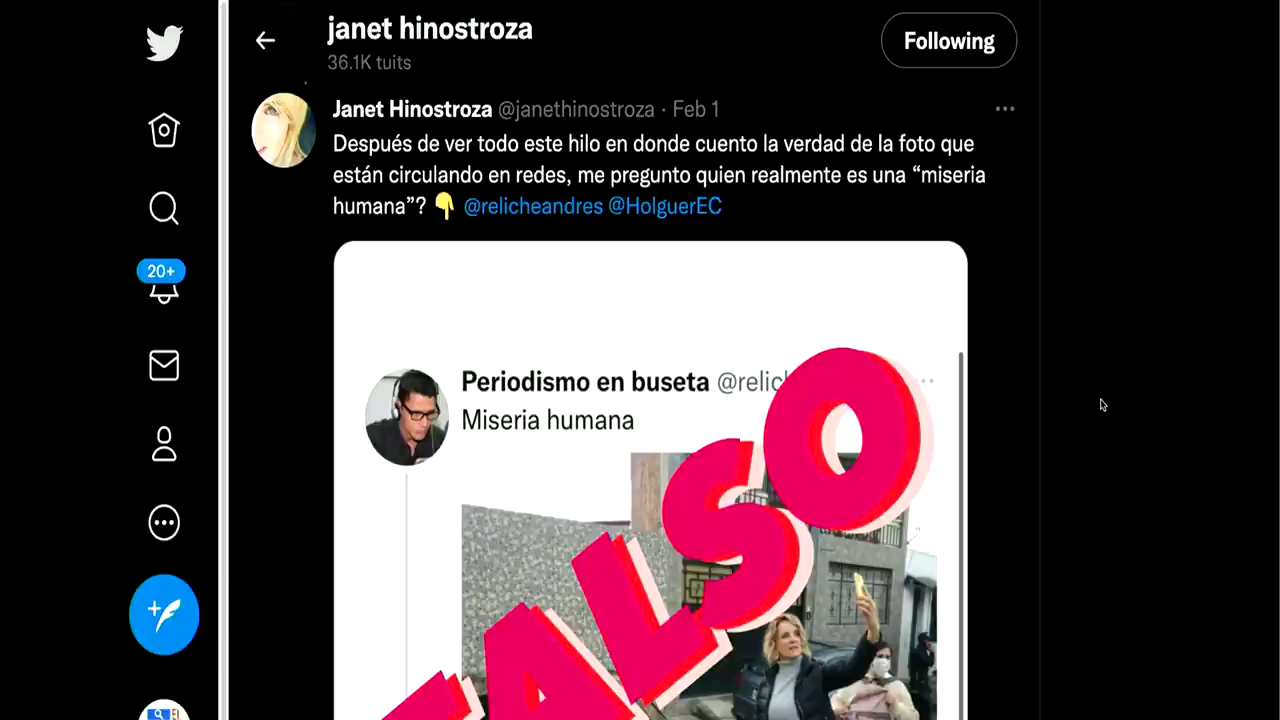 janet hinostroza
36.1K tuits
Following
Janet Hinostroza @janethinostroza · Feb 1
Después de ver todo este hilo en donde cuento la verdad de la foto que
están circulando en redes, me pregunto quien realmente es una “miseria
humana”? 👇 @relicheandres @HolguerEC
20+
Periodismo en buseta @relic
Miseria humana
FALSO